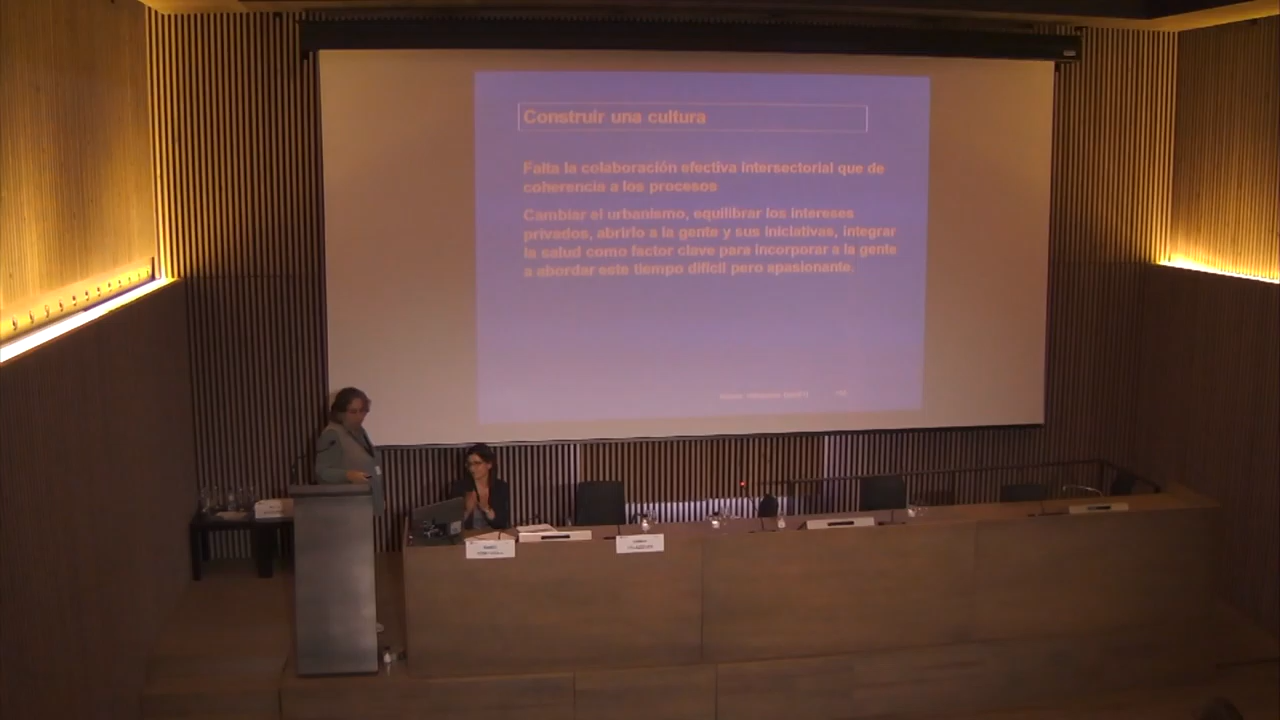 Construir una cultura
Falta la colaboración efectiva intersectorial que de
coherencia a los procesos
Cambiar el urbanismo, equilibrar los intereses
privados, abrirlo a la gente y sus iniciativas, integrar
la salud como factor clave para incorporar a la gente
a abordar este tiempo difícil pero apasionante.